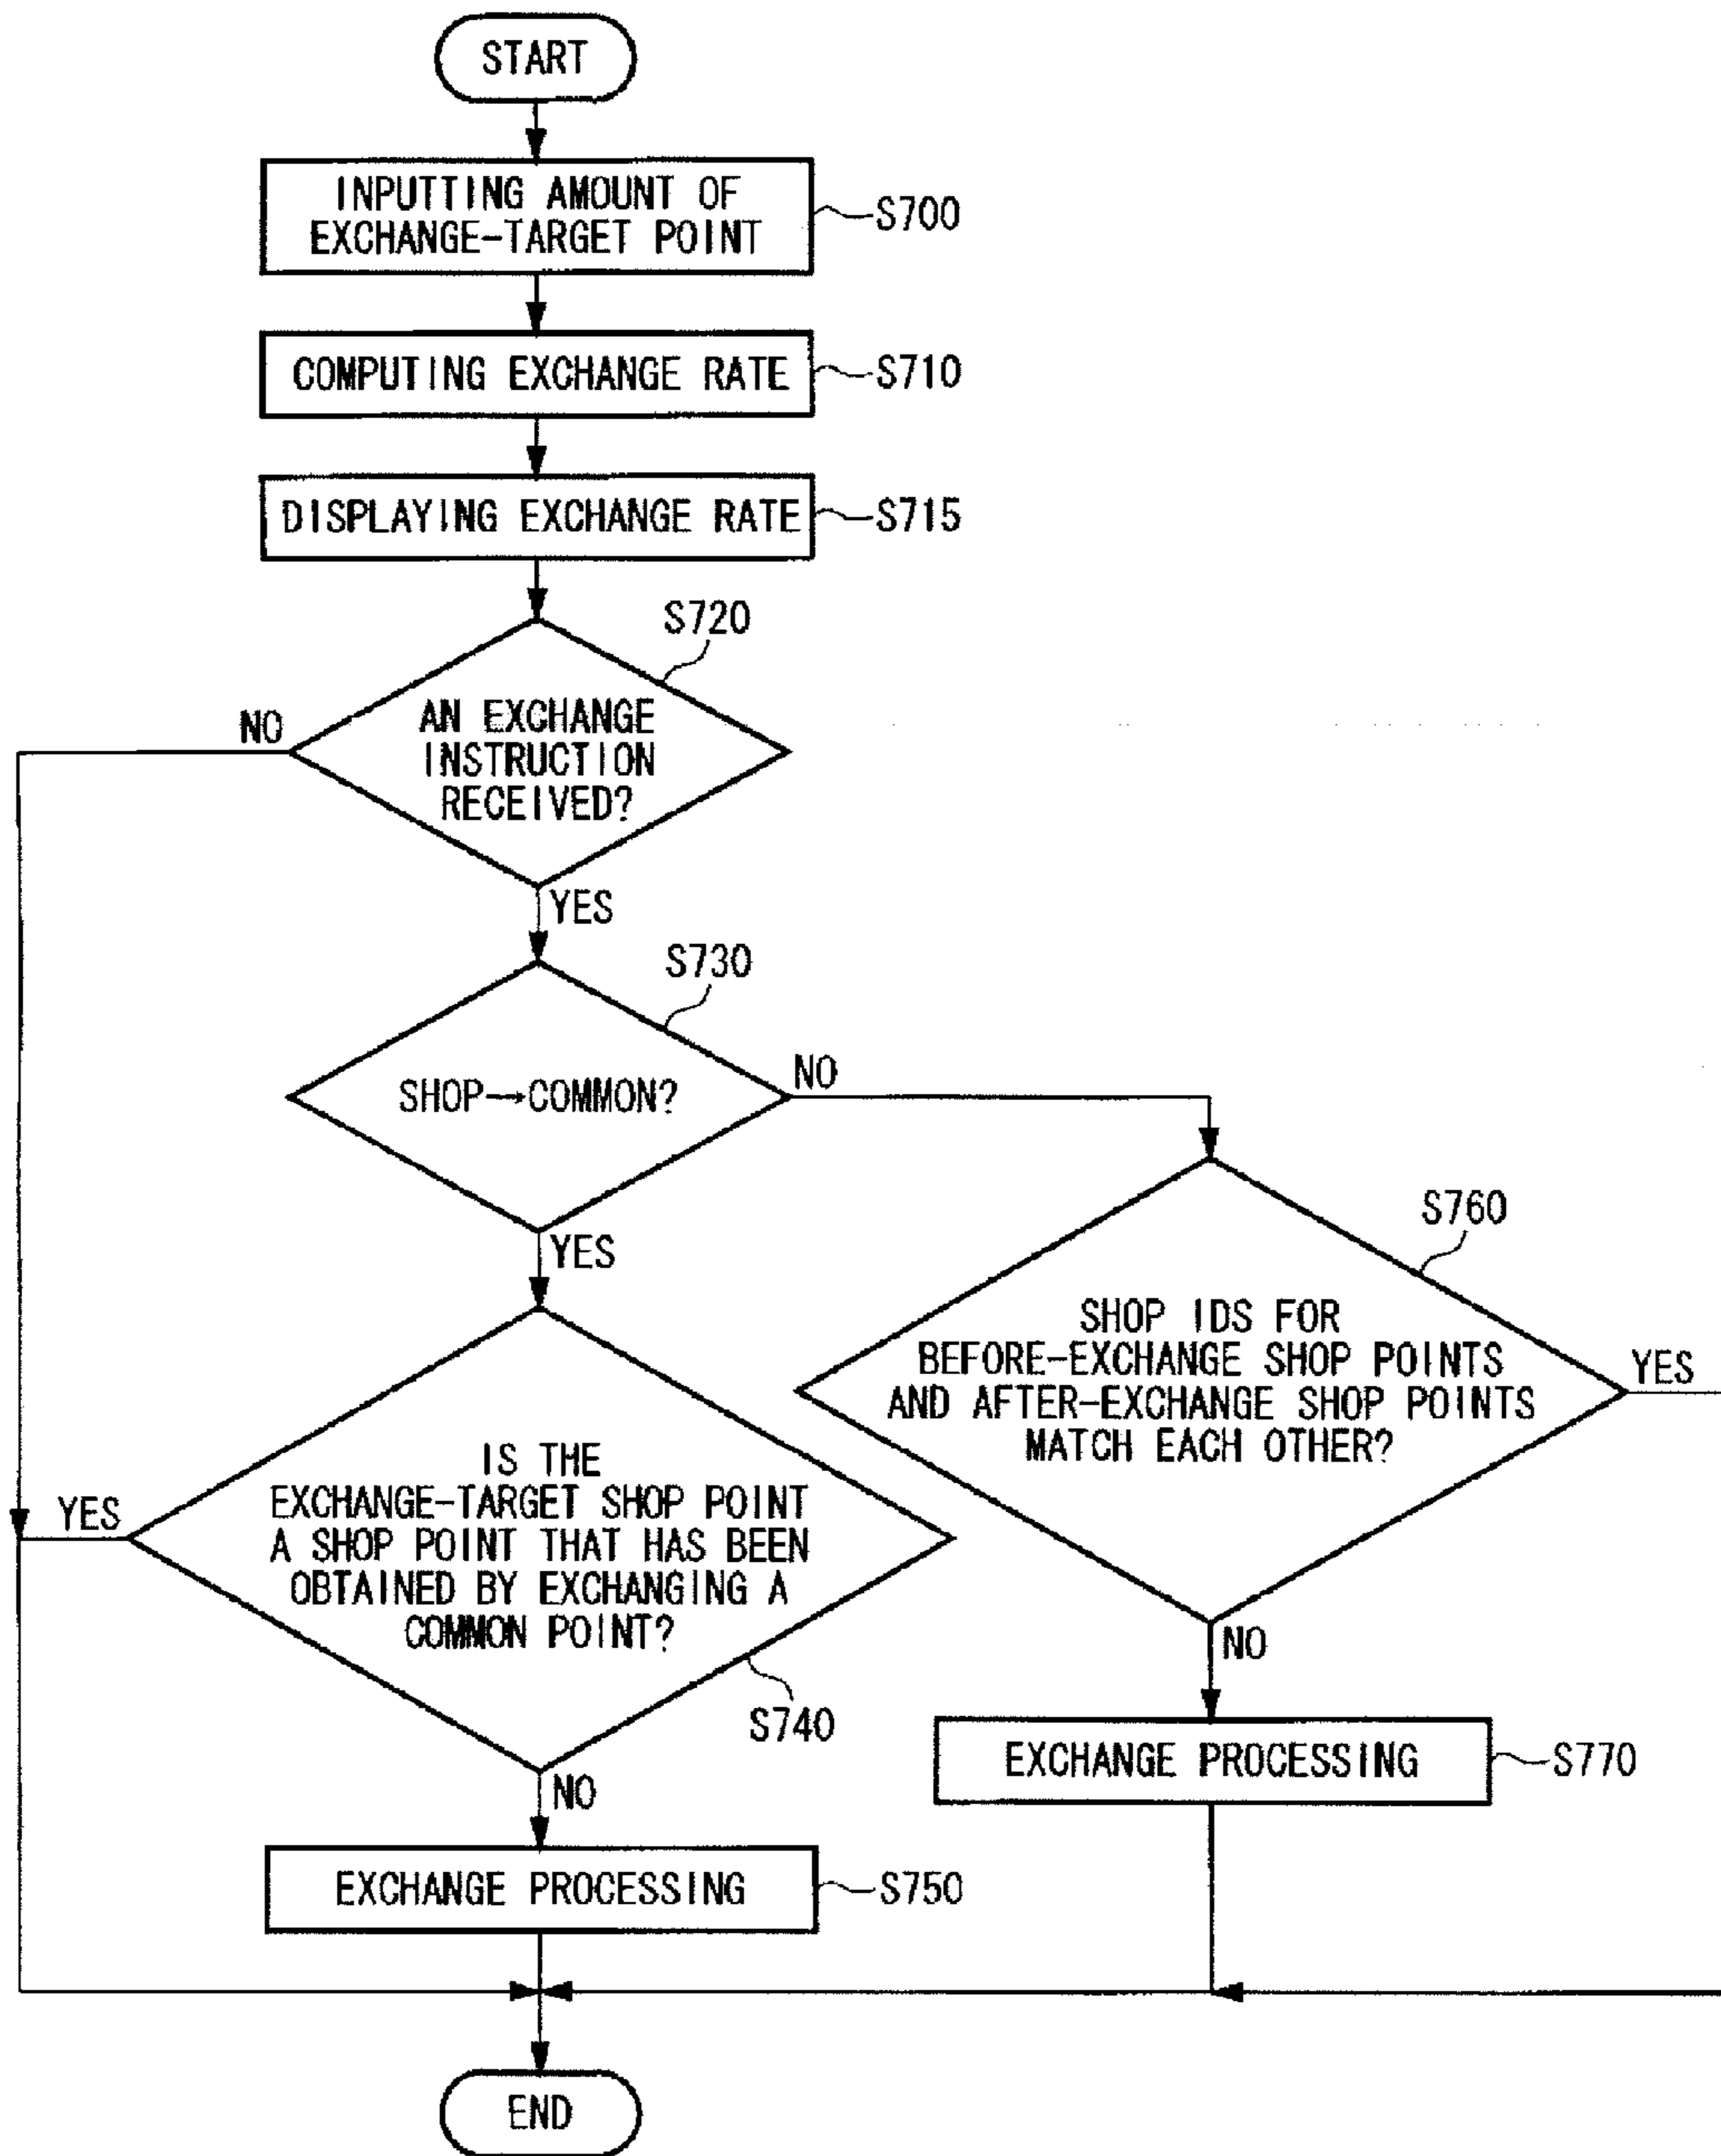 START
INPUTTING AMOUNT OF
EXCHANGE-TARGET POINT
S700
COMPUTING EXCHANGE RATE
S710
DISPLAYING EXCHANGE RATE
S715
S720
NO
AN EXCHANGE
INSTRUCTION
RECEIVED?
YES
S730
SHOP→COMMON?
NO
YES
S760
SHOP IDS FOR
BEFORE-EXCHANGE SHOP POINTS
AND AFTER-EXCHANGE SHOP POINTS
MATCH EACH OTHER?
YES
YES
IS THE
EXCHANGE-TARGET SHOP POINT
A SHOP POINT THAT HAS BEEN
OBTAINED BY EXCHANGING A
COMMON POINT?
S740
NO
NO
EXCHANGE PROCESSING
S770
EXCHANGE PROCESSING
S750
END